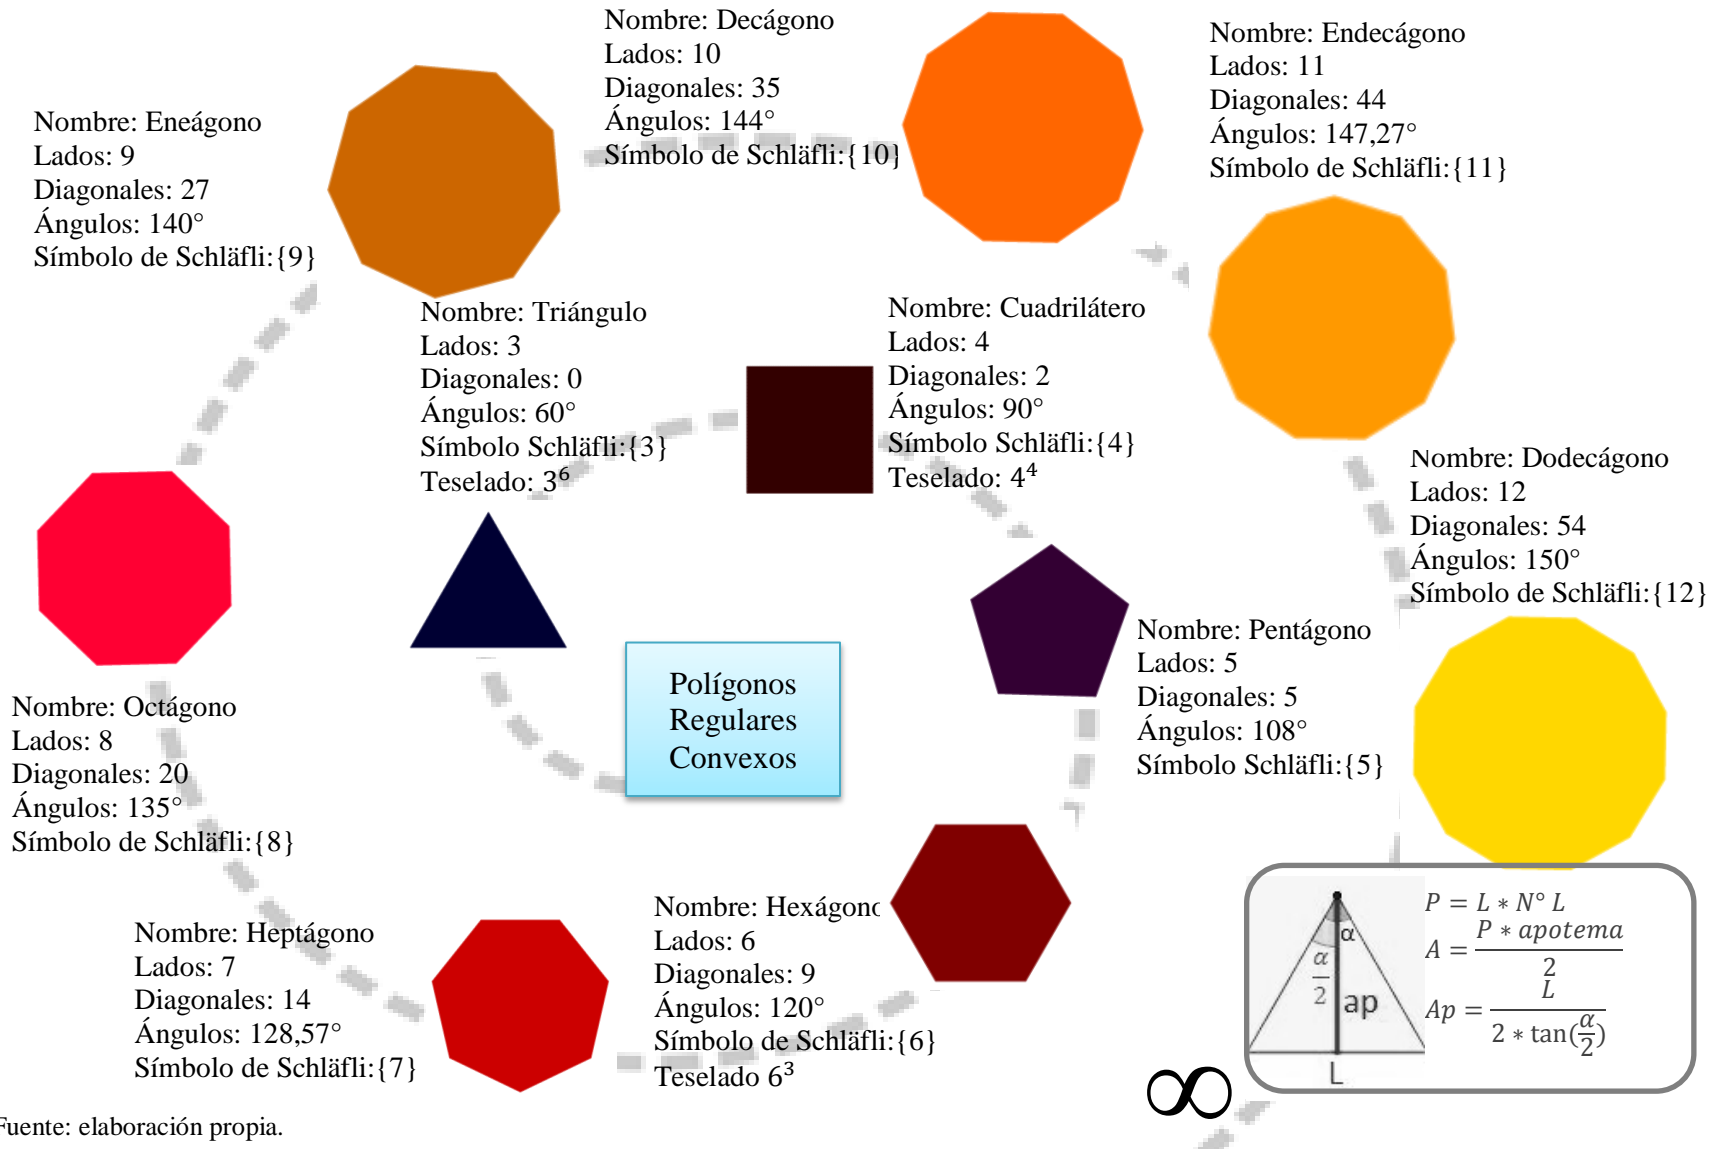 Nombre: Decágono
Lados: 10
Diagonales: 35
Ángulos: 144°
Símbolo de Schläfli:{10}
Nombre: Endecágono
Lados: 11
Diagonales: 44
Ángulos: 147,27°
Símbolo de Schläfli:{11}
Nombre: Eneágono
Lados: 9
Diagonales: 27
Ángulos: 140°
Símbolo de Schläfli:{9}
Nombre: Triángulo
Lados: 3
Diagonales: 0
Ángulos: 60°
Símbolo Schläfli:{3}
Teselado: 3⁶
Nombre: Cuadrilátero
Lados: 4
Diagonales: 2
Ángulos: 90°
Símbolo Schläfli:{4}
Teselado: 4⁴
Nombre: Dodecágono
Lados: 12
Diagonales: 54
Ángulos: 150°
Símbolo de Schläfli:{12}
Nombre: Pentágono
Lados: 5
Diagonales: 5
Ángulos: 108°
Símbolo Schläfli:{5}
Polígonos
Regulares
Convexos
Nombre: Octágono
Lados: 8
Diagonales: 20
Ángulos: 135°
Símbolo de Schläfli:{8}
Nombre: Heptágono
Lados: 7
Diagonales: 14
Ángulos: 128,57°
Símbolo de Schläfli:{7}
Nombre: Hexágono
Lados: 6
Diagonales: 9
Ángulos: 120°
Símbolo de Schläfli:{6}
Teselado 6³
α
α/2
ap
L
P = L * N° L
A = P * apotema / 2
Ap = L / 2 * tan(α/2)
∞
Fuente: elaboración propia.